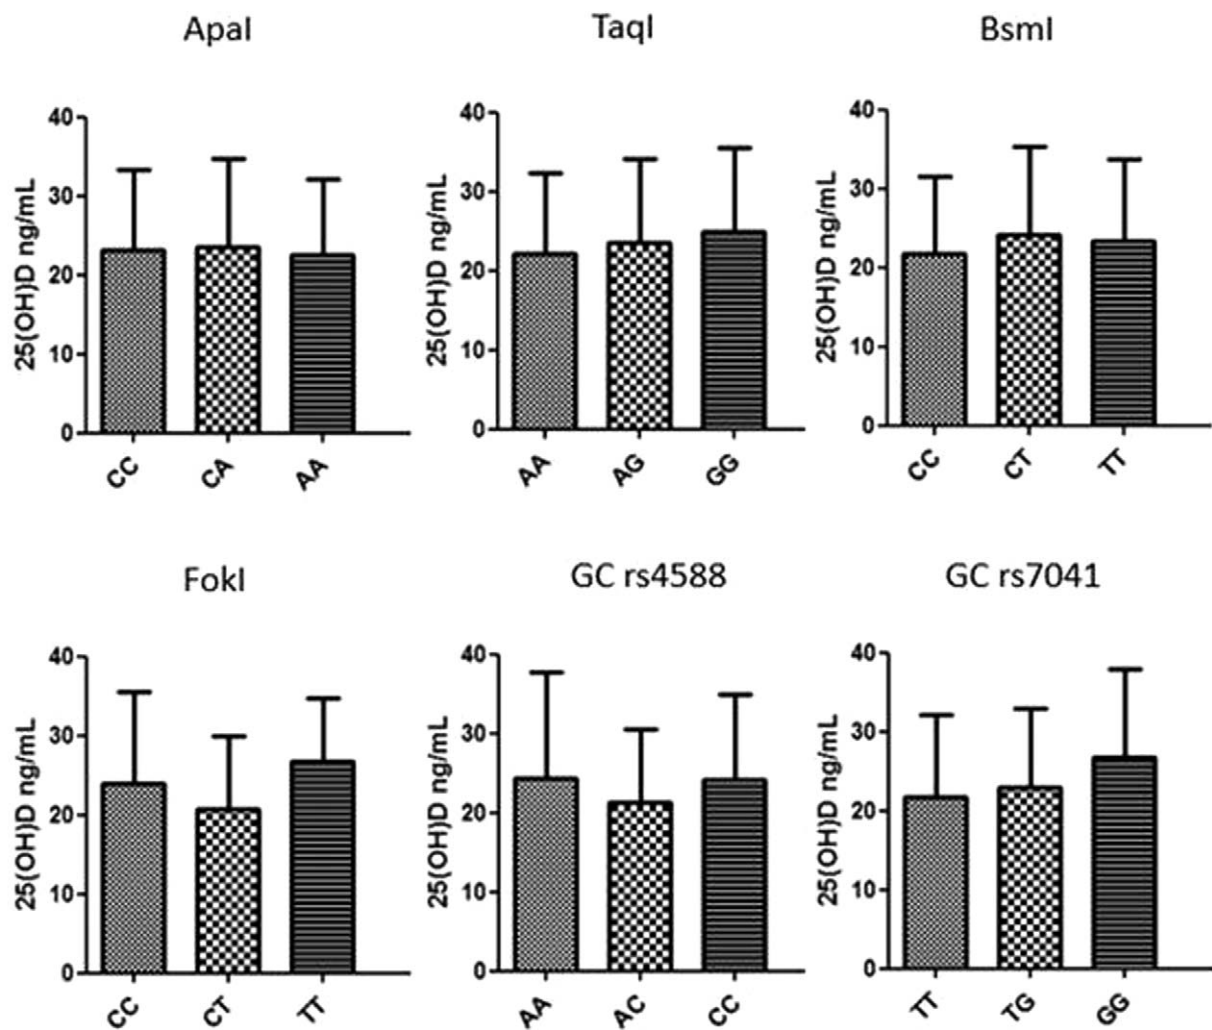 ApaI
TaqI
BsmI
25(OH)D ng/mL
40
30
20
10
0
CC
CA
AA
25(OH)D ng/mL
40
30
20
10
0
AA
AG
GG
25(OH)D ng/mL
40
30
20
10
0
CC
CT
TT
FokI
GC rs4588
GC rs7041
25(OH)D ng/mL
40
30
20
10
0
CC
CT
TT
25(OH)D ng/mL
40
30
20
10
0
AA
AC
CC
25(OH)D ng/mL
40
30
20
10
0
TT
TG
GG